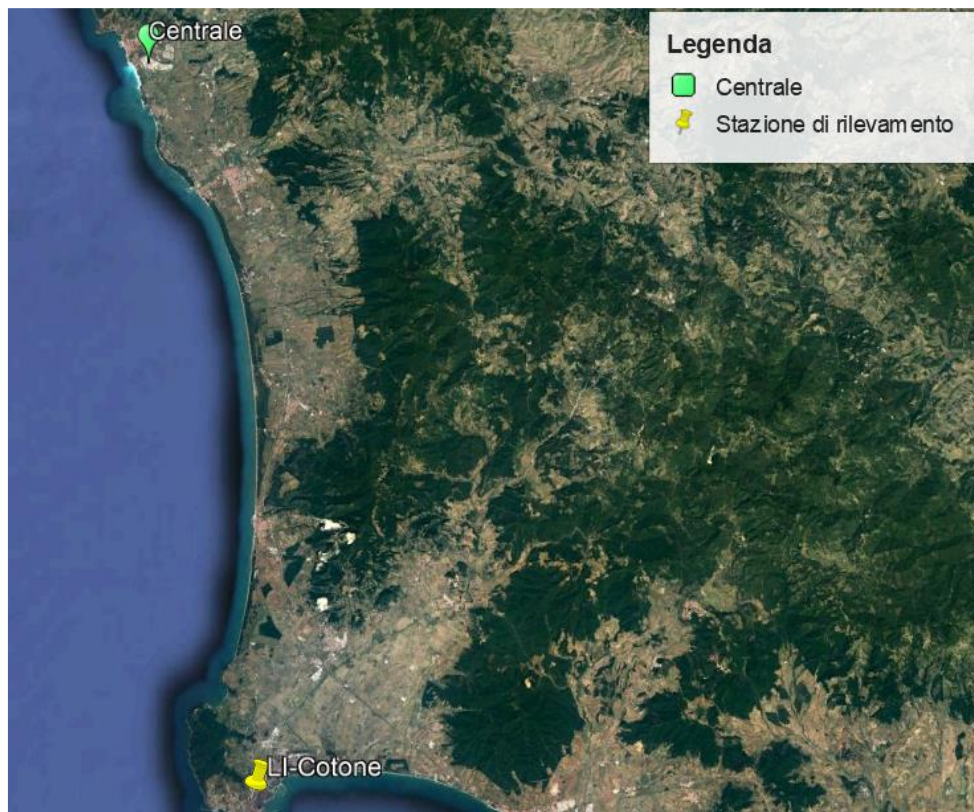 Centrale
Legenda
Centrale
Stazione di rilevamento
LI-Cotone